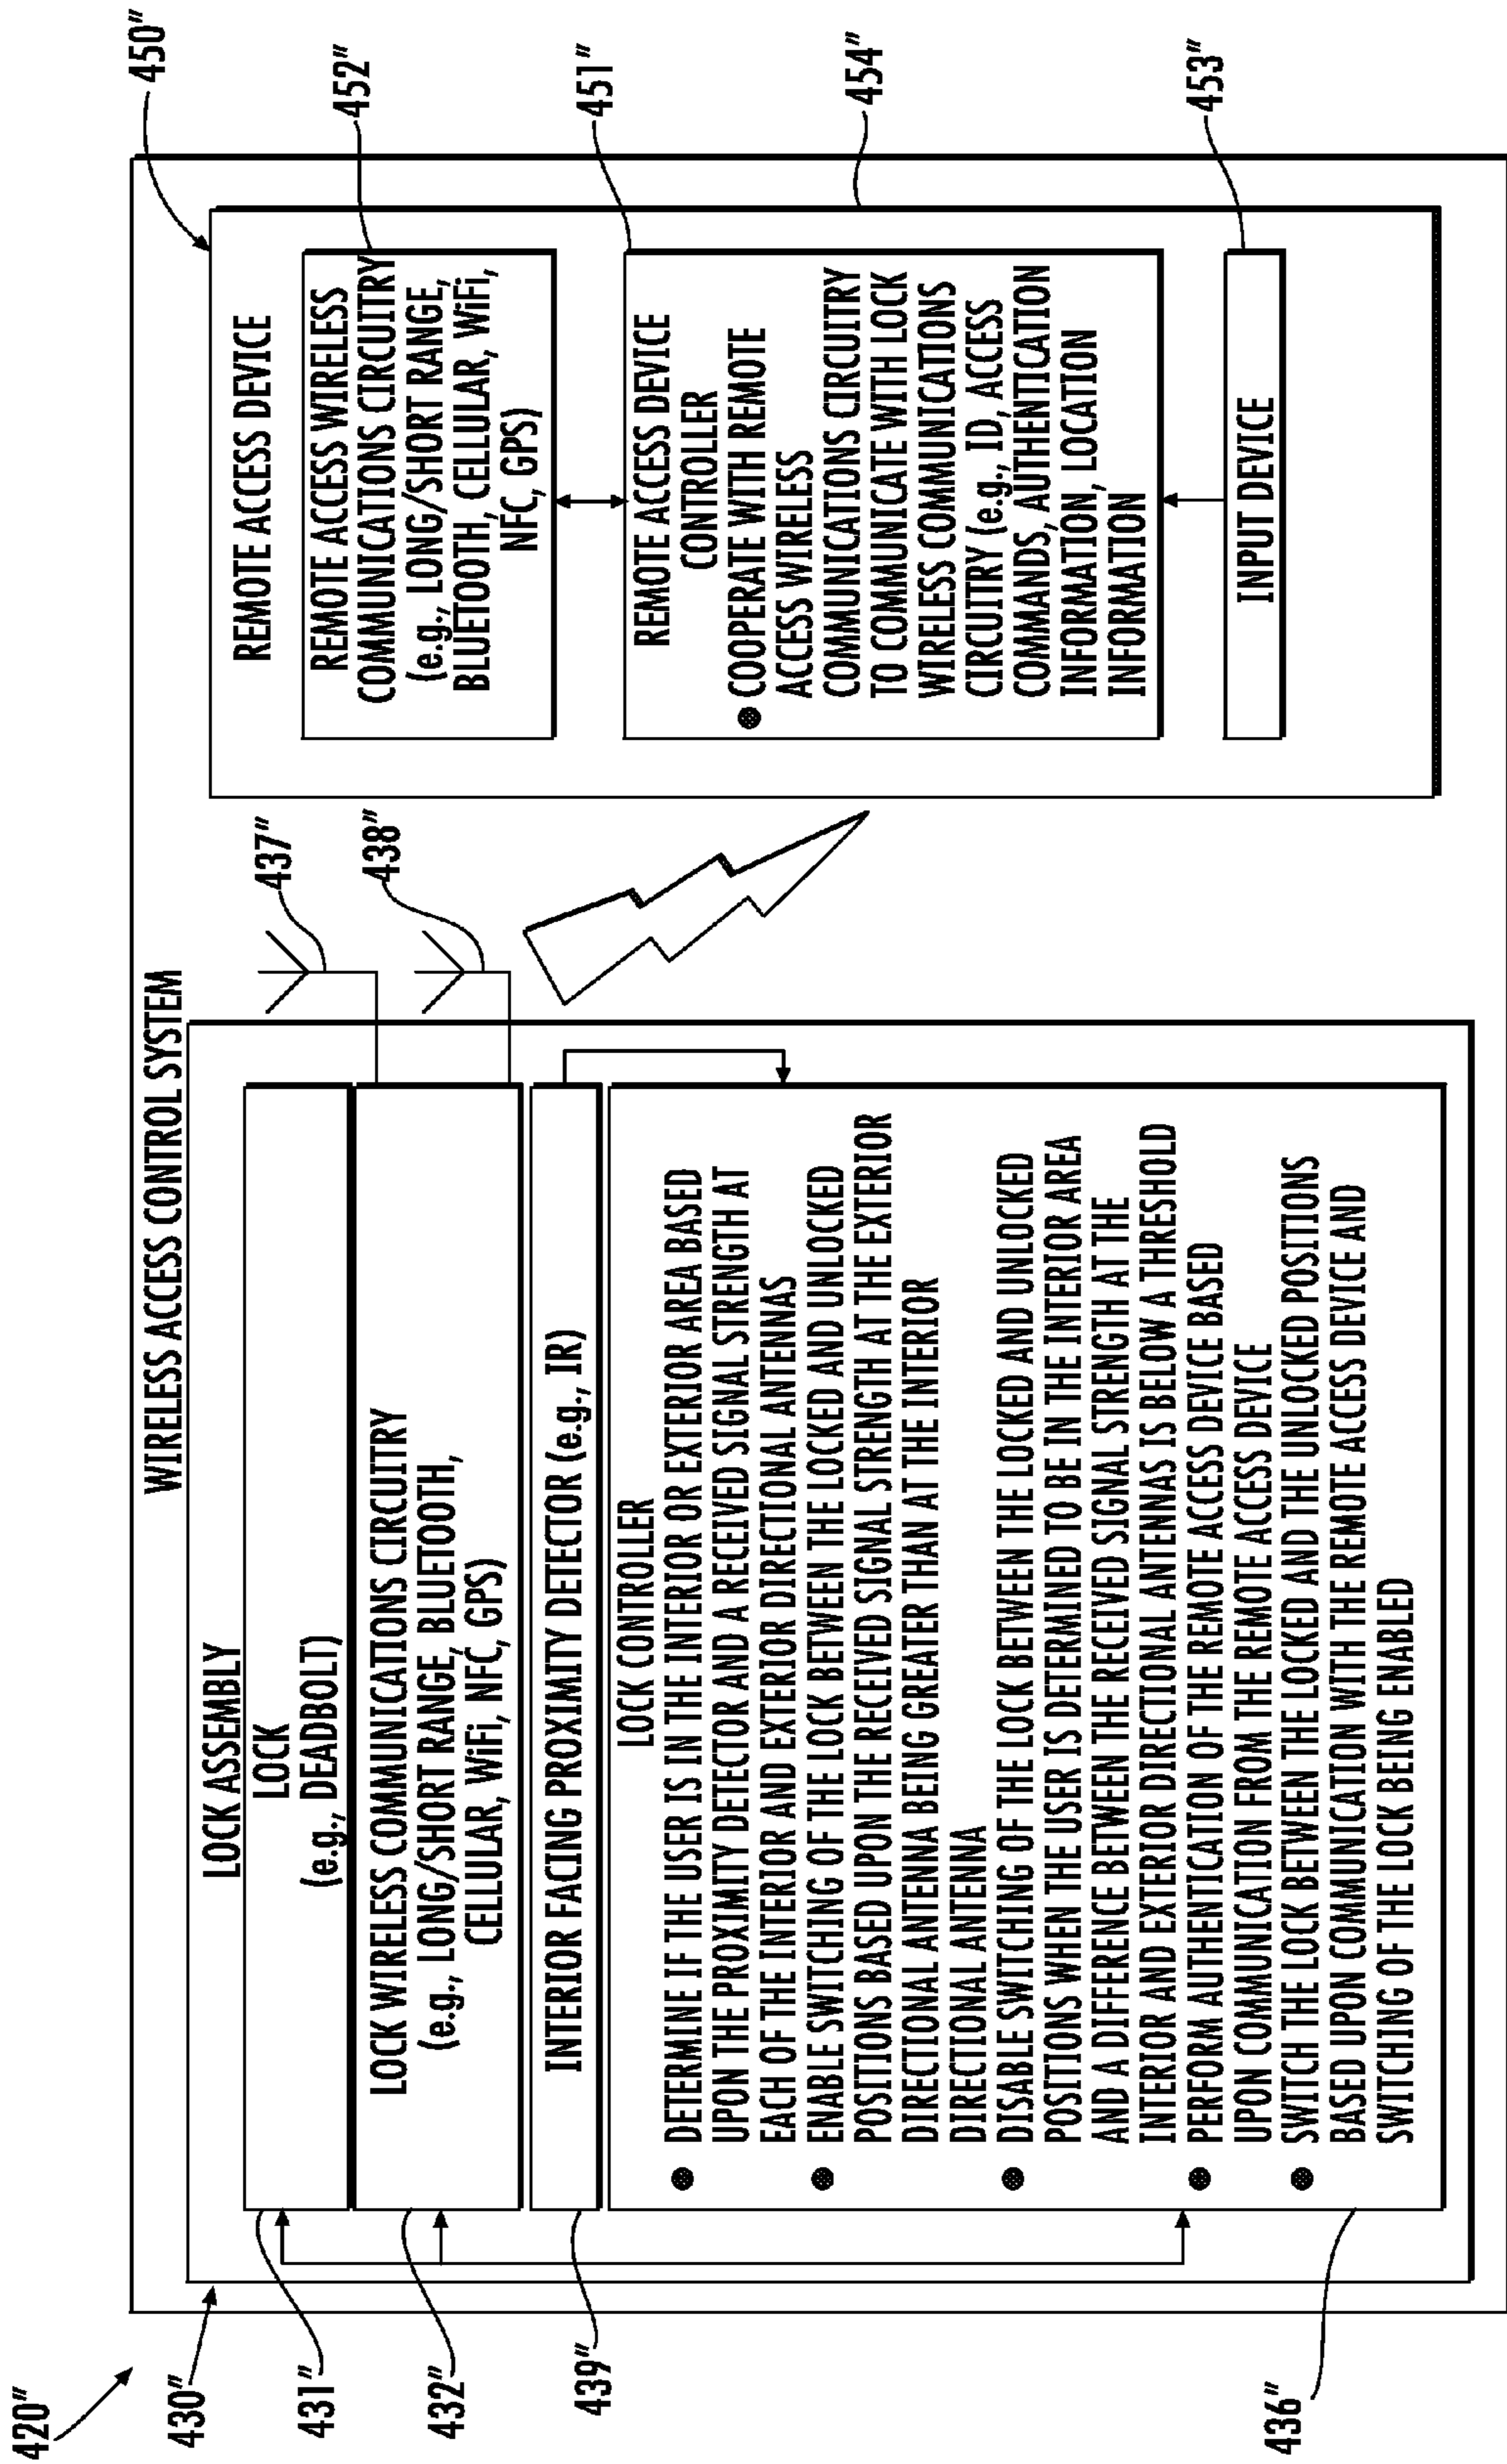 420″
WIRELESS ACCESS CONTROL SYSTEM
430″
LOCK ASSEMBLY
431″
LOCK
(e.g., DEADBOLT)
432″
LOCK WIRELESS COMMUNICATIONS CIRCUITRY
(e.g., LONG/SHORT RANGE, BLUETOOTH,
CELLULAR, WiFi, NFC, GPS)
439″
INTERIOR FACING PROXIMITY DETECTOR (e.g., IR)
436″
LOCK CONTROLLER
● DETERMINE IF THE USER IS IN THE INTERIOR OR EXTERIOR AREA BASED
UPON THE PROXIMITY DETECTOR AND A RECEIVED SIGNAL STRENGTH AT
EACH OF THE INTERIOR AND EXTERIOR DIRECTIONAL ANTENNAS
● ENABLE SWITCHING OF THE LOCK BETWEEN THE LOCKED AND UNLOCKED
POSITIONS BASED UPON THE RECEIVED SIGNAL STRENGTH AT THE EXTERIOR
DIRECTIONAL ANTENNA BEING GREATER THAN AT THE INTERIOR
DIRECTIONAL ANTENNA
● DISABLE SWITCHING OF THE LOCK BETWEEN THE LOCKED AND UNLOCKED
POSITIONS WHEN THE USER IS DETERMINED TO BE IN THE INTERIOR AREA
AND A DIFFERENCE BETWEEN THE RECEIVED SIGNAL STRENGTH AT THE
INTERIOR AND EXTERIOR DIRECTIONAL ANTENNAS IS BELOW A THRESHOLD
● PERFORM AUTHENTICATION OF THE REMOTE ACCESS DEVICE BASED
UPON COMMUNICATION FROM THE REMOTE ACCESS DEVICE
● SWITCH THE LOCK BETWEEN THE LOCKED AND THE UNLOCKED POSITIONS
BASED UPON COMMUNICATION WITH THE REMOTE ACCESS DEVICE AND
SWITCHING OF THE LOCK BEING ENABLED
437″
438″
450″
REMOTE ACCESS DEVICE
452″
REMOTE ACCESS WIRELESS
COMMUNICATIONS CIRCUITRY
(e.g., LONG/SHORT RANGE,
BLUETOOTH, CELLULAR, WiFi,
NFC, GPS)
451″
REMOTE ACCESS DEVICE
CONTROLLER
● COOPERATE WITH REMOTE
ACCESS WIRELESS
COMMUNICATIONS CIRCUITRY
TO COMMUNICATE WITH LOCK
WIRELESS COMMUNICATIONS
CIRCUITRY (e.g., ID, ACCESS
COMMANDS, AUTHENTICATION
INFORMATION, LOCATION
INFORMATION
454″
453″
INPUT DEVICE